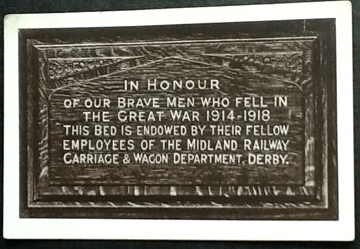 IN HONOUR
OF OUR BRAVE MEN WHO FELL IN
THE GREAT WAR 1914-1918
THIS BED IS ENDOWED BY THEIR FELLOW
EMPLOYEES OF THE MIDLAND RAILWAY
CARRIAGE & WAGON DEPARTMENT, DERBY.